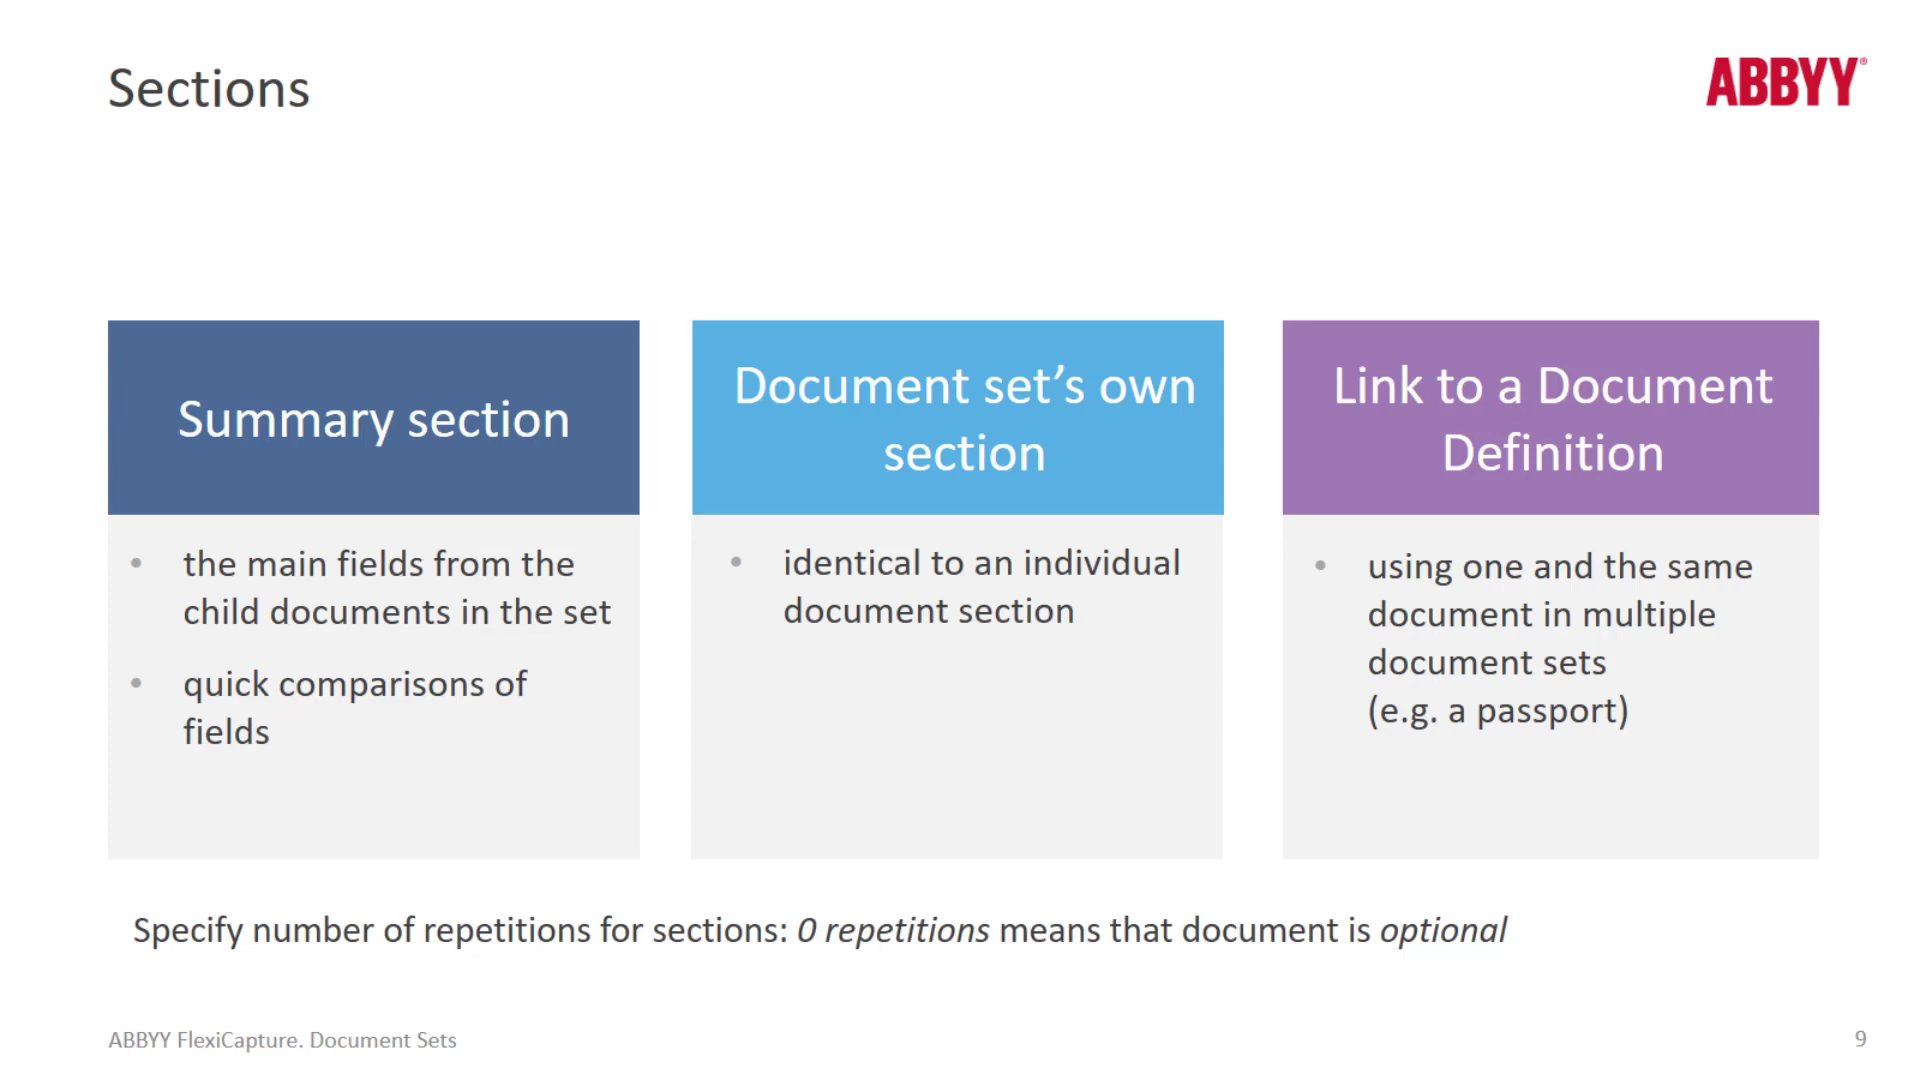 Sections
ABBYY®
Summary section
• the main fields from the
child documents in the set
• quick comparisons of
fields
Document set’s own
section
• identical to an individual
document section
Link to a Document
Definition
• using one and the same
document in multiple
document sets
(e.g. a passport)
Specify number of repetitions for sections: 0 repetitions means that document is optional
ABBYY FlexiCapture. Document Sets
9